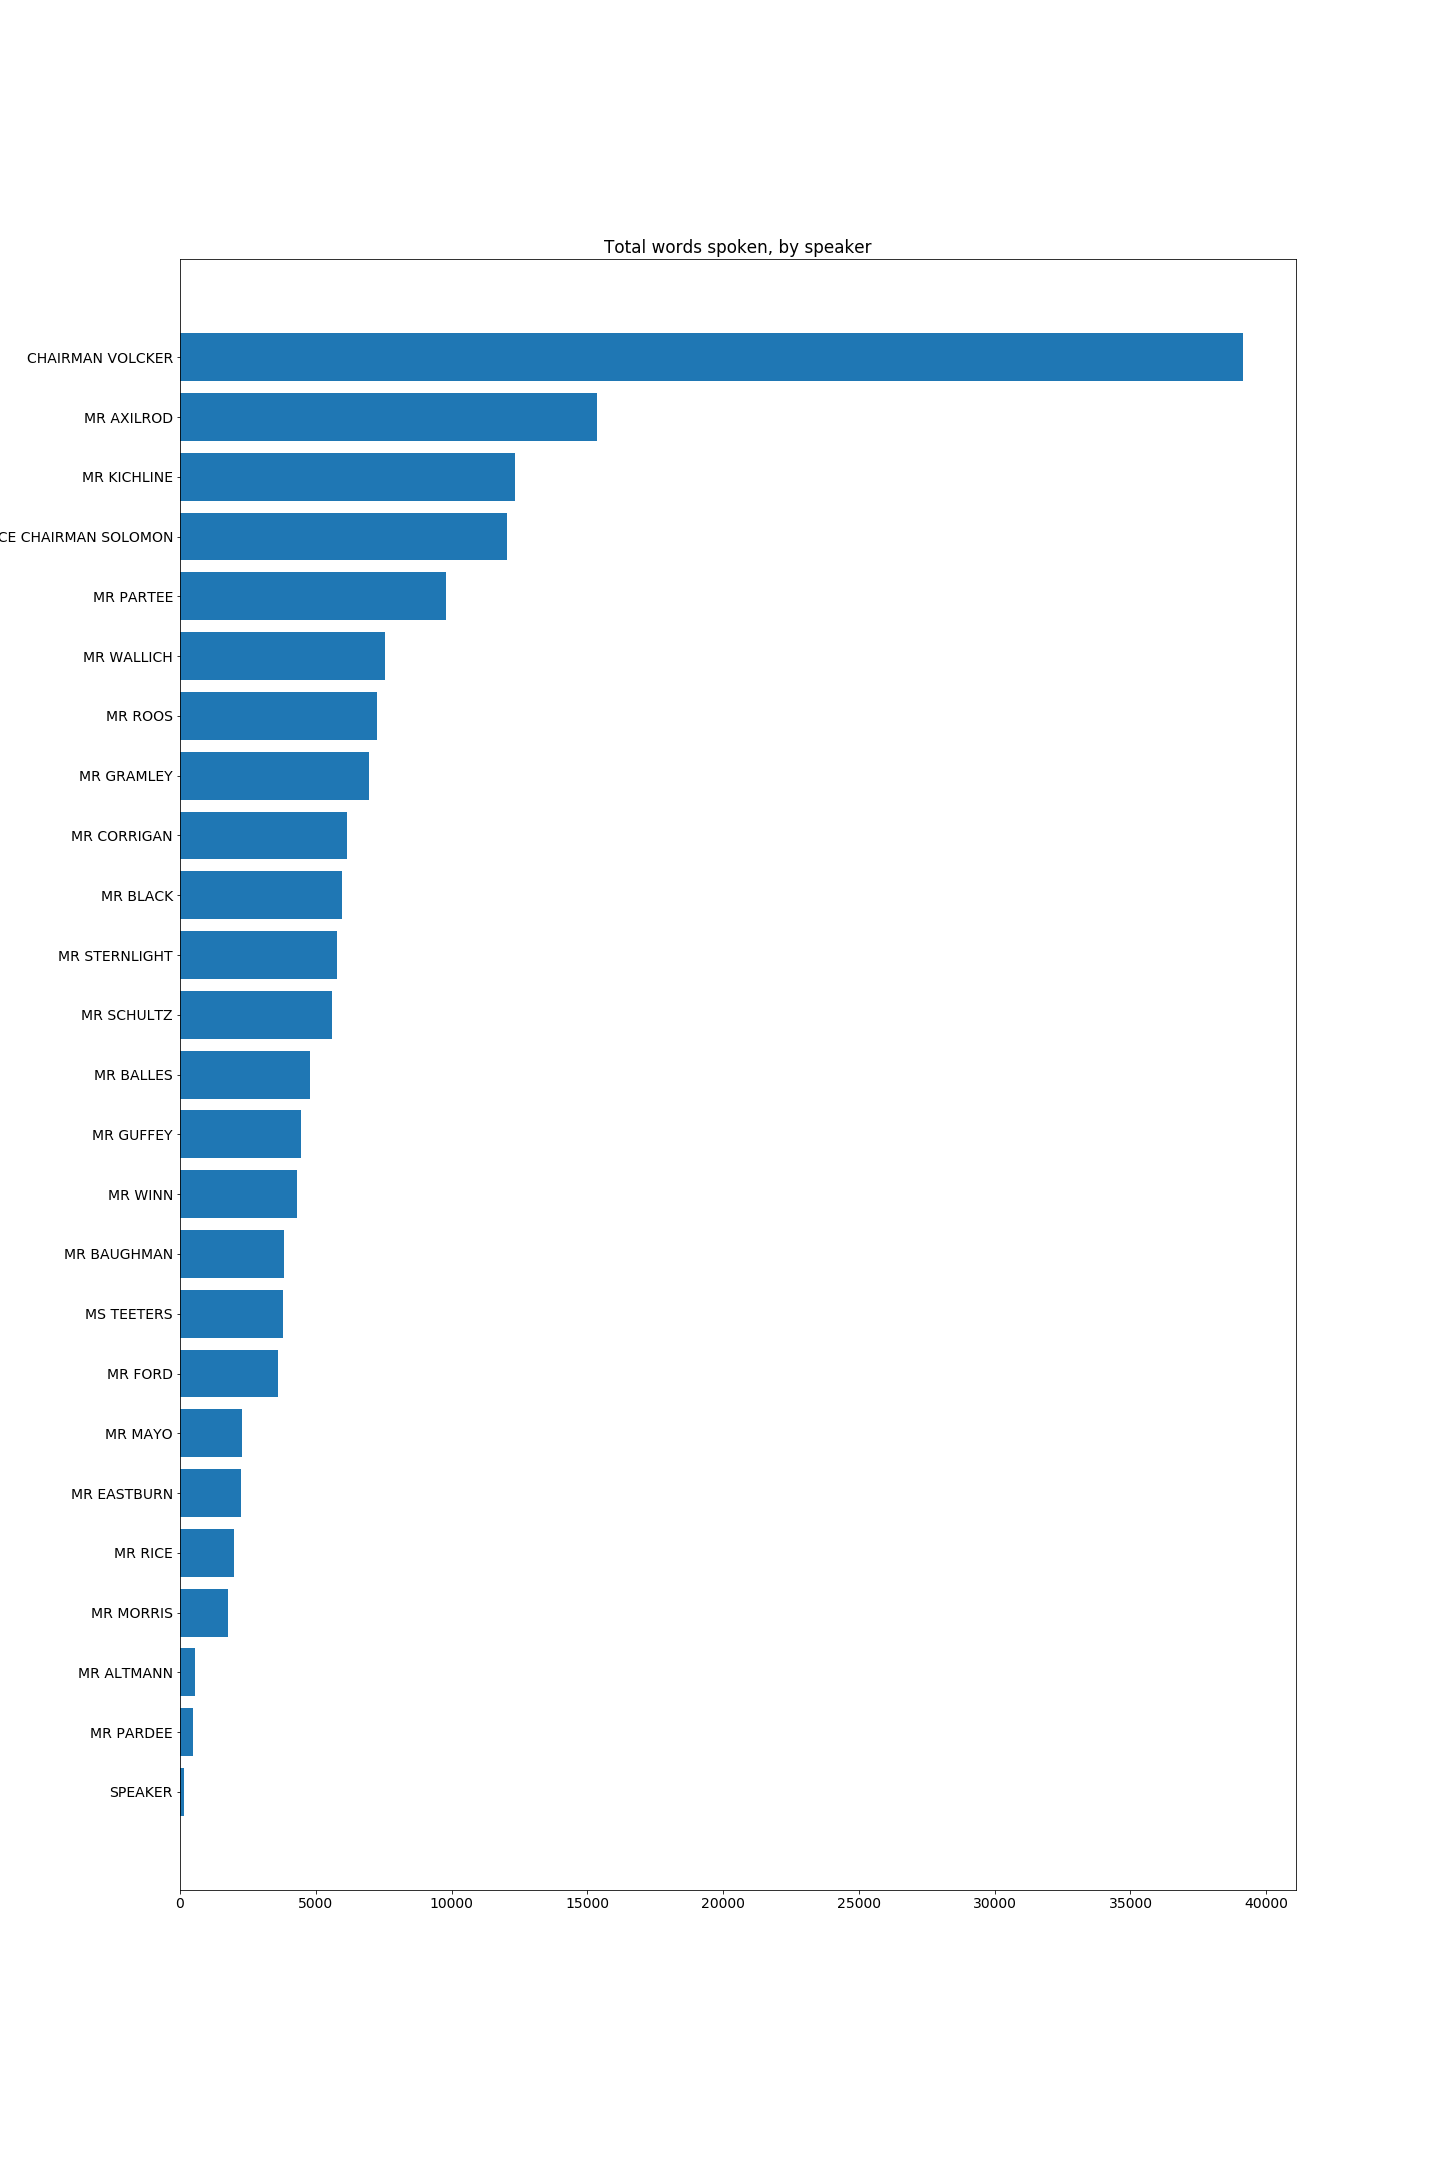 Total words spoken, by speaker
CHAIRMAN VOLCKER
MR AXILROD
MR KICHLINE
CE CHAIRMAN SOLOMON
MR PARTEE
MR WALLICH
MR ROOS
MR GRAMLEY
MR CORRIGAN
MR BLACK
MR STERNLIGHT
MR SCHULTZ
MR BALLES
MR GUFFEY
MR WINN
MR BAUGHMAN
MS TEETERS
MR FORD
MR MAYO
MR EASTBURN
MR RICE
MR MORRIS
MR ALTMANN
MR PARDEE
SPEAKER
0 5000 10000 15000 20000 25000 30000 35000 40000